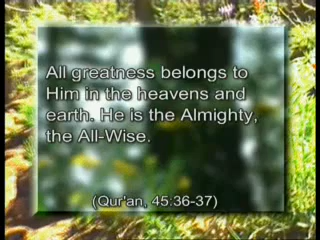 All greatness belongs to
Him in the heavens and
earth. He is the Almighty,
the All-Wise.
(Qur'an, 45:36-37)